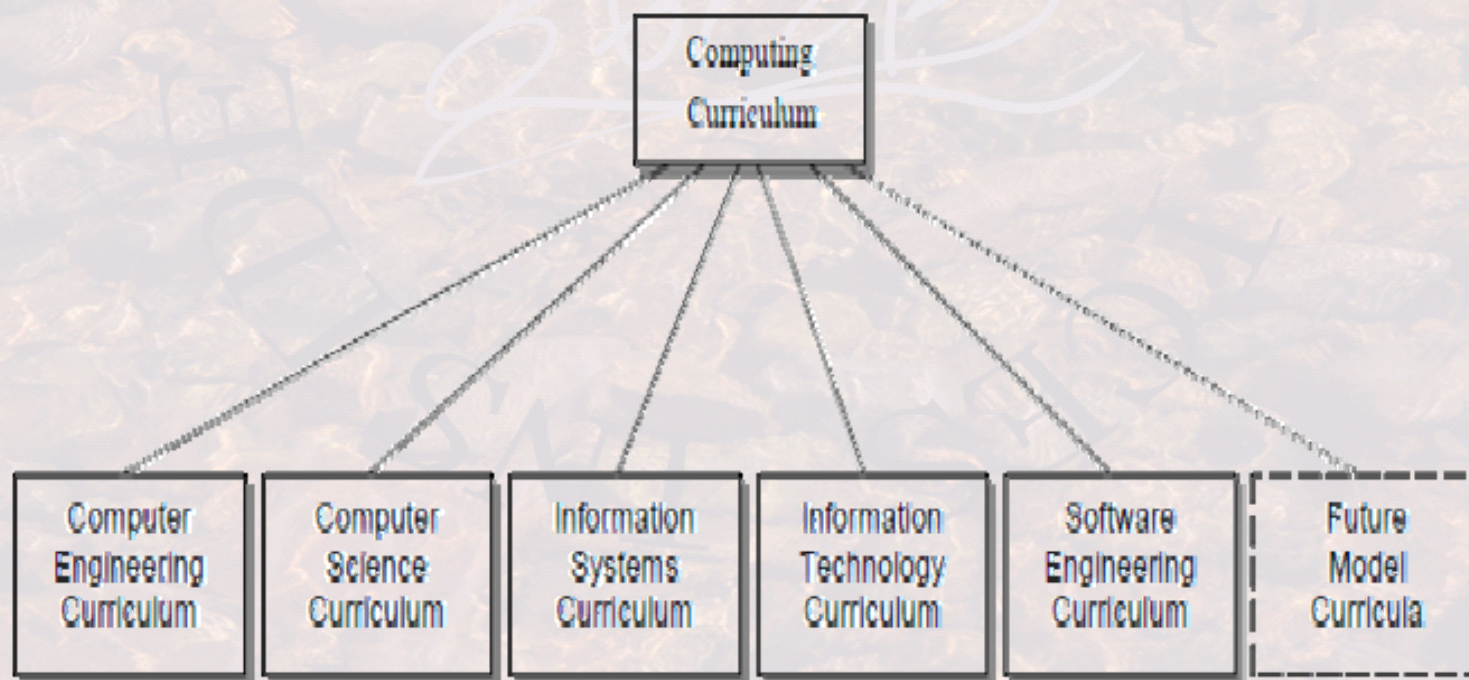 Computing
Curriculum
Computer
Engineering
Curriculum
Computer
Science
Curriculum
Information
Systems
Curriculum
Information
Technology
Curriculum
Software
Engineering
Curriculum
Future
Model
Curricula